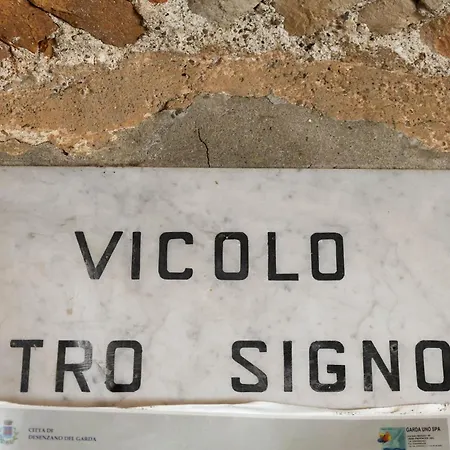 VICOLO
TRO SIGNO
CITTÀ DI
DESENZANO DEL GARDA
GARDA UNO SPA